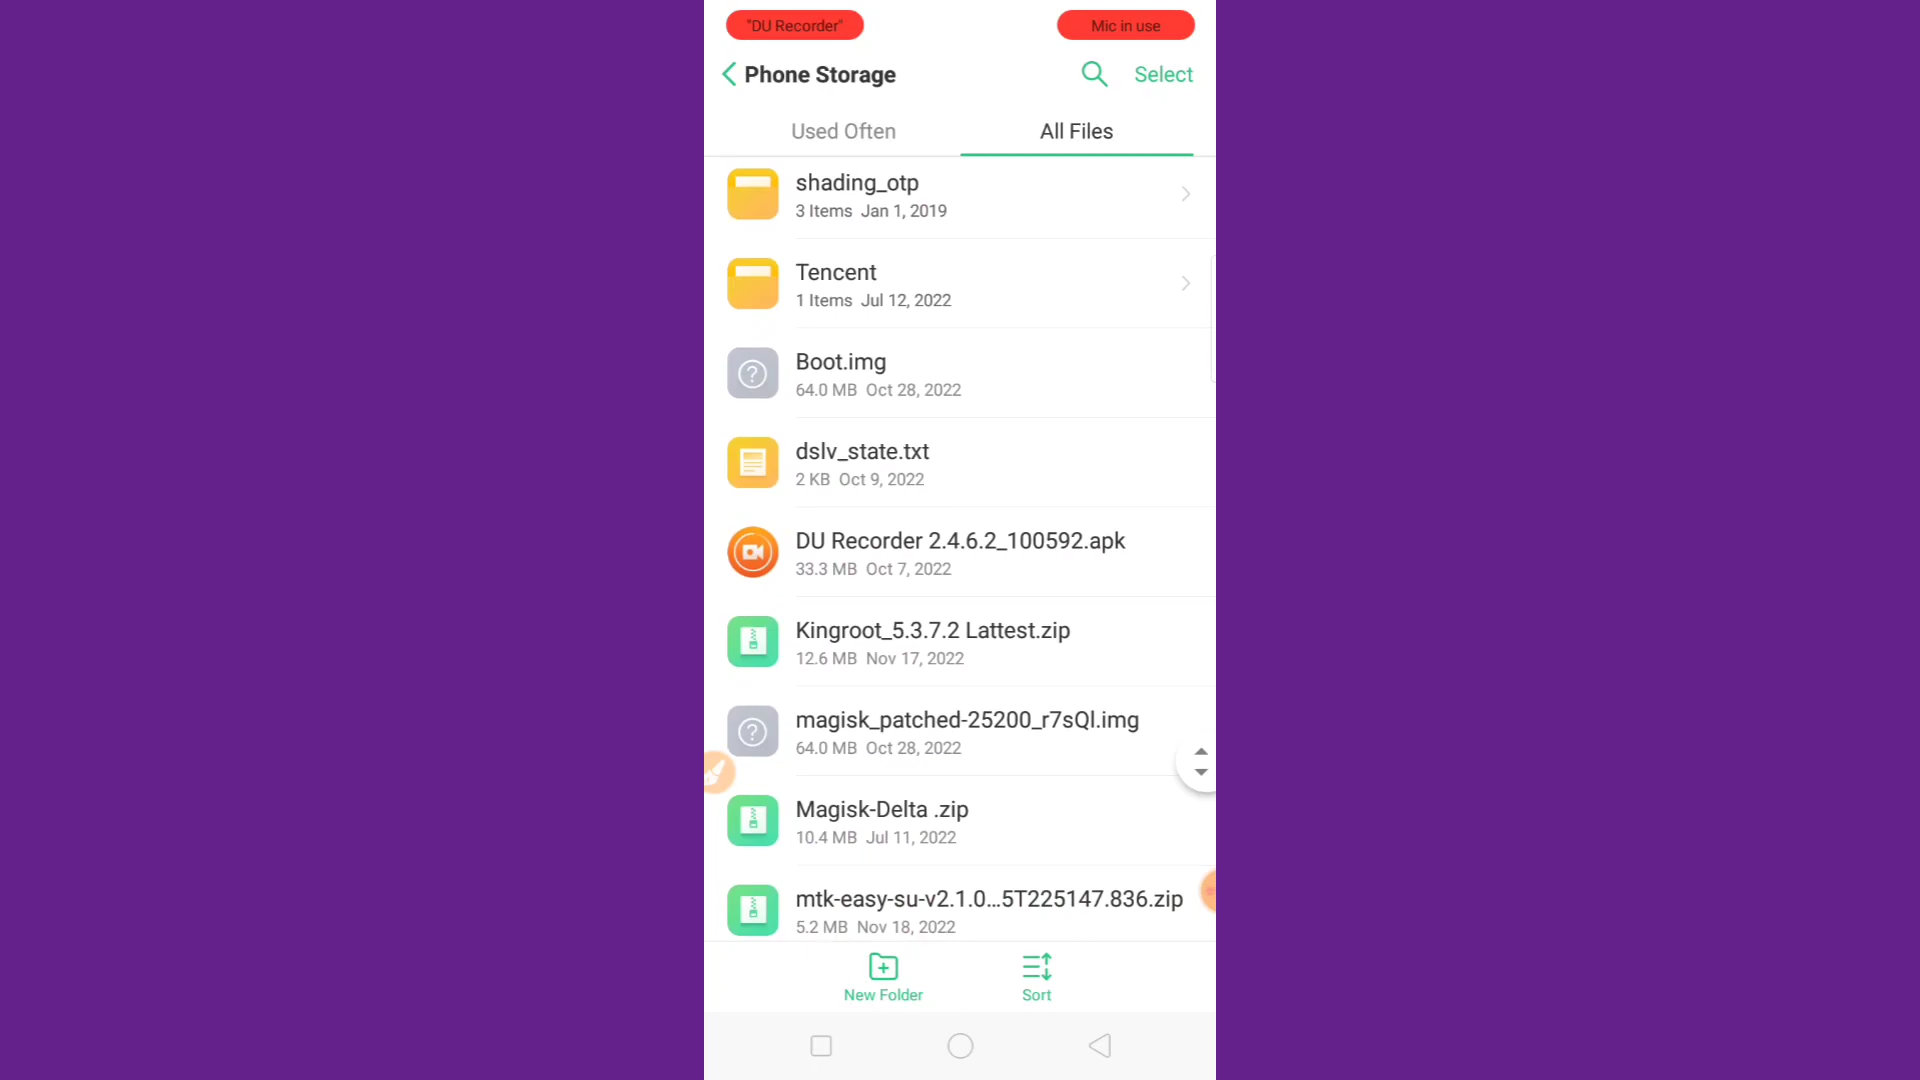 "DU Recorder"
Mic in use
Phone Storage
Select
Used Often
All Files
shading_otp
3 Items Jan 1, 2019
Tencent
1 Items Jul 12, 2022
Boot.img
64.0 MB Oct 28, 2022
dslv_state.txt
2 KB Oct 9, 2022
DU Recorder 2.4.6.2_100592.apk
33.3 MB Oct 7, 2022
Kingroot_5.3.7.2 Lattest.zip
12.6 MB Nov 17, 2022
magisk_patched-25200_r7sQl.img
64.0 MB Oct 28, 2022
Magisk-Delta .zip
10.4 MB Jul 11, 2022
mtk-easy-su-v2.1.0...5T225147.836.zip
5.2 MB Nov 18, 2022
New Folder
Sort